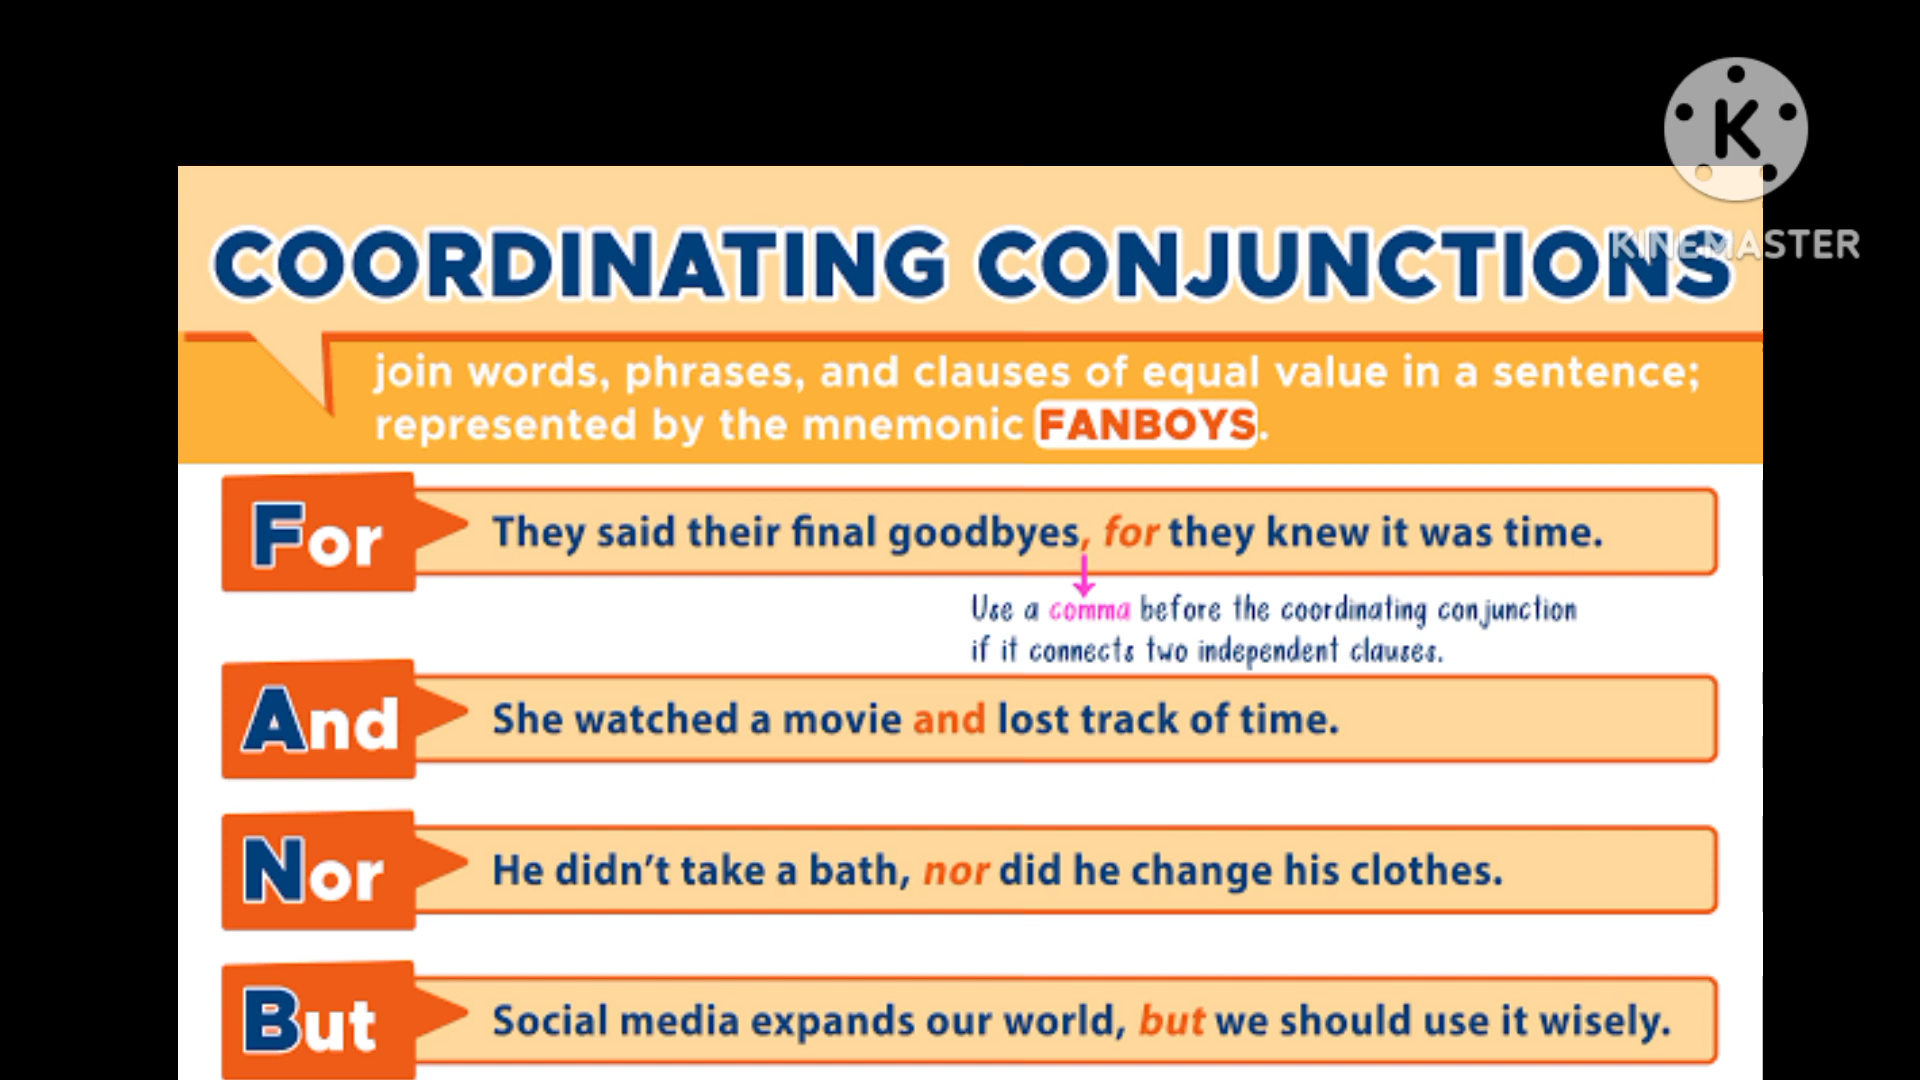 K
KINEMASTER
COORDINATING CONJUNCTIONS
join words, phrases, and clauses of equal value in a sentence;
represented by the mnemonic FANBOYS.
For
They said their final goodbyes, for they knew it was time.
Use a comma before the coordinating conjunction
if it connects two independent clauses.
And
She watched a movie and lost track of time.
Nor
He didn't take a bath, nor did he change his clothes.
But
Social media expands our world, but we should use it wisely.